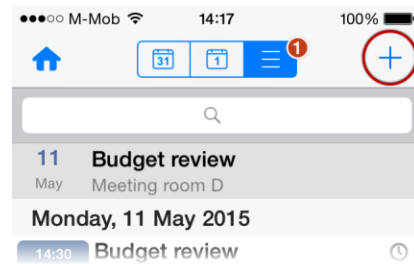 M-Mob 14:17 100%
31 1 1
11 Budget review
May Meeting room D
Monday, 11 May 2015
14:30 Budget review